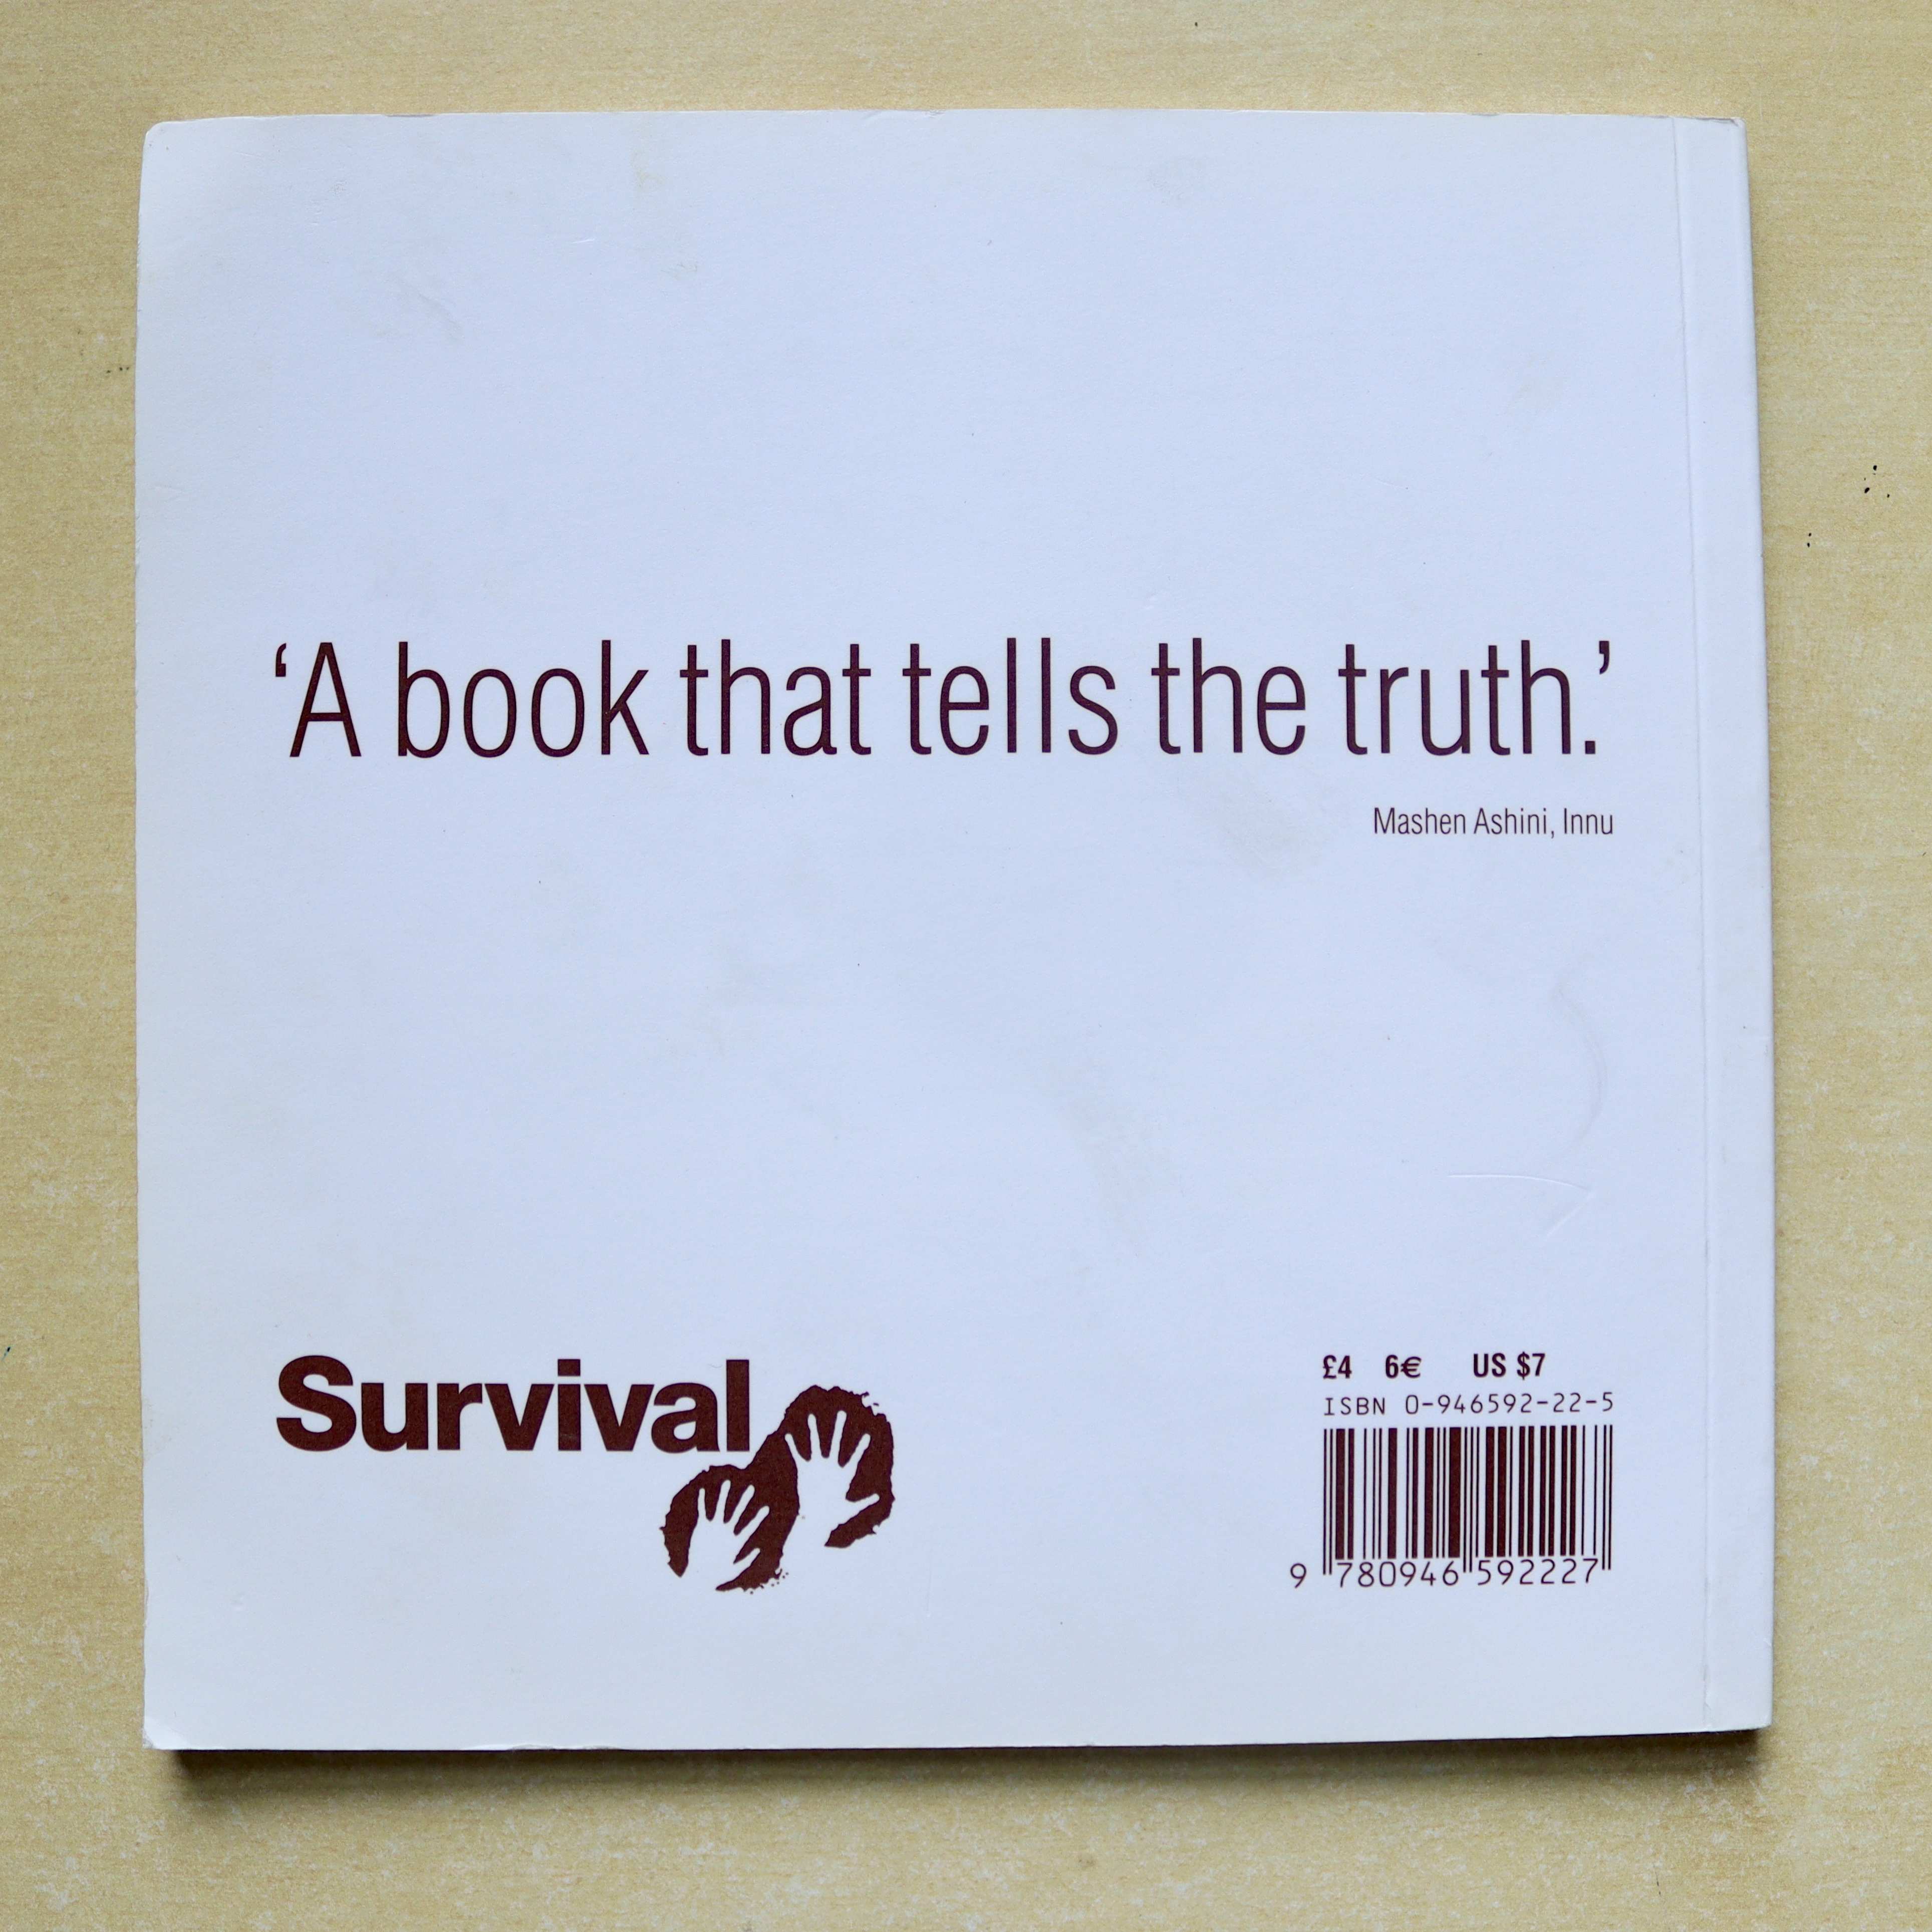 ‘A book that tells the truth.’
Mashen Ashini, Innu
Survival
£4 6€ US $7
ISBN 0-946592-22-5
9 780946 592227